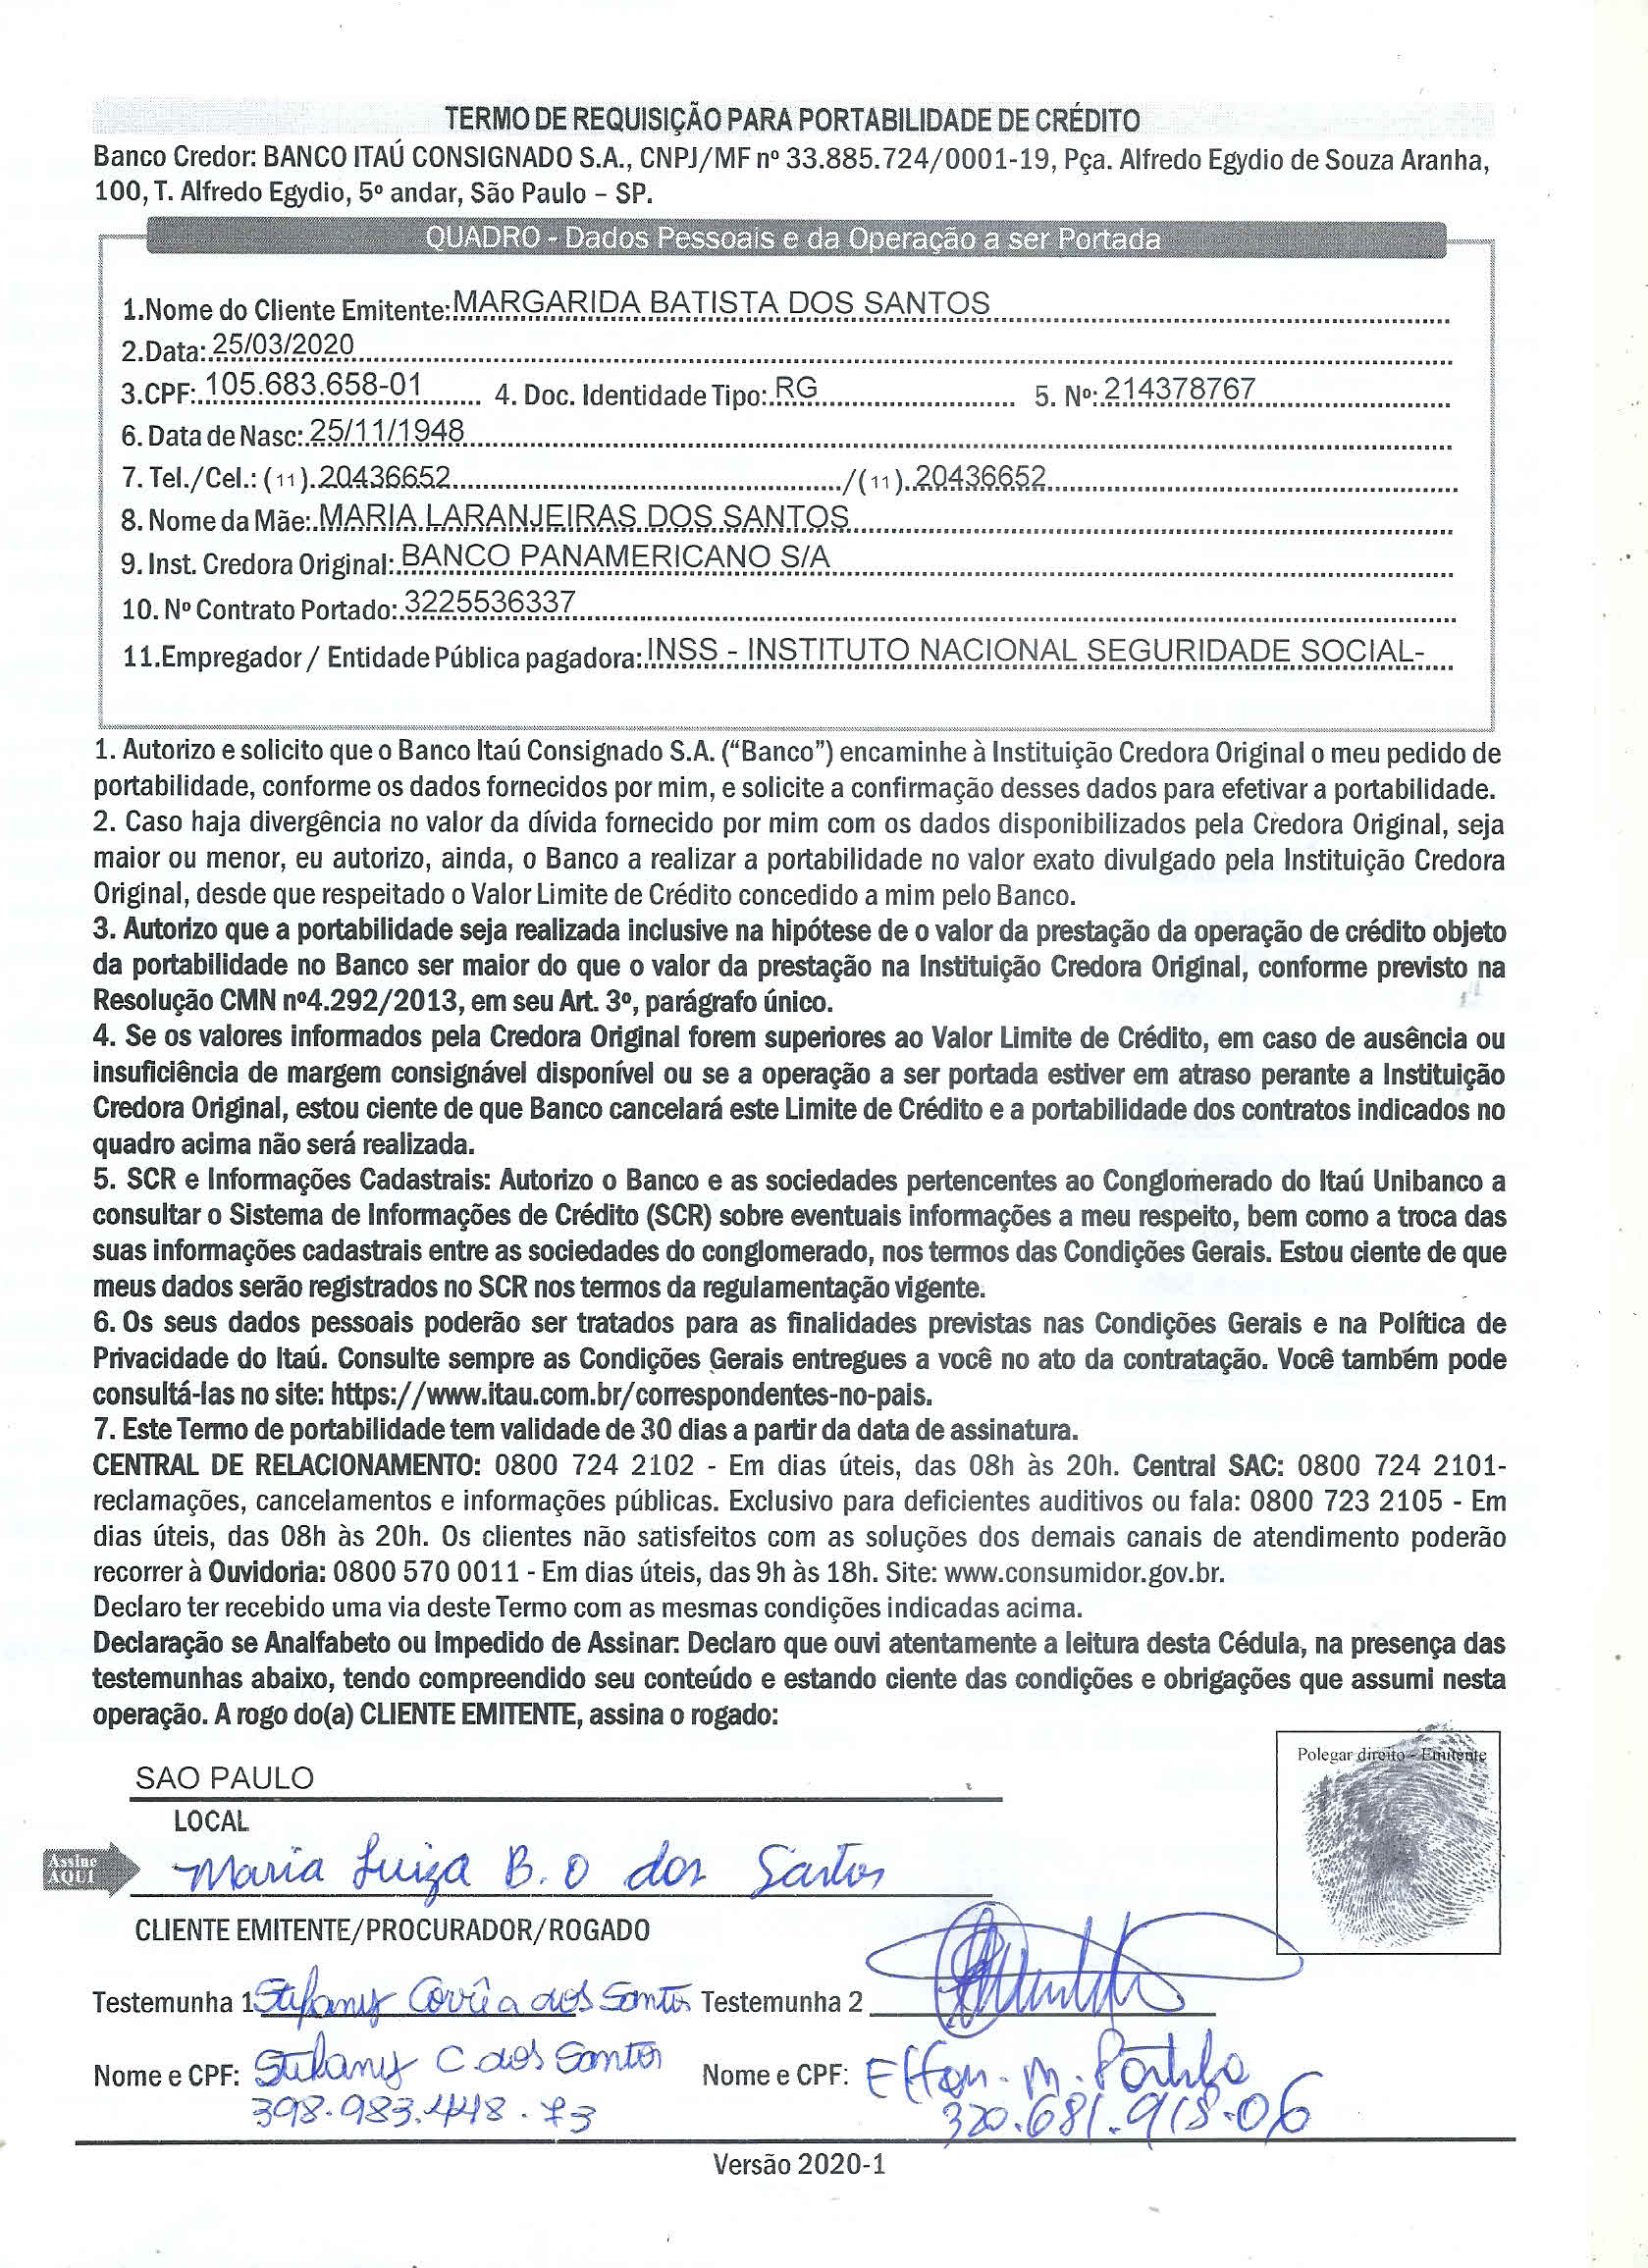 TERMO DE REQUISIÇÃO PARA PORTABILIDADE DE CRÉDITO
Banco Credor: BANCO ITAÚ CONSIGNADO S.A., CNPJ/MF nº 33.885.724/0001-19, Pça. Alfredo Egydio de Souza Aranha,
100, T. Alfredo Egydio, 5º andar, São Paulo – SP.
QUADRO - Dados Pessoais e da Operação a ser Portada
1.Nome do Cliente Emitente: MARGARIDA BATISTA DOS SANTOS
2.Data: 25/03/2020
3.CPF: 105.683.658-01 4. Doc. Identidade Tipo: RG 5. Nº: 214378767
6. Data de Nasc: 25/11/1948
7. Tel./Cel.: (11) 20436652 /(11) 20436652
8. Nome da Mãe: MARIA LARANJEIRAS DOS SANTOS
9. Inst. Credora Original: BANCO PANAMERICANO S/A
10. Nº Contrato Portado: 3225536337
11.Empregador / Entidade Pública pagadora: INSS - INSTITUTO NACIONAL SEGURIDADE SOCIAL-
1. Autorizo e solicito que o Banco Itaú Consignado S.A. (“Banco”) encaminhe à Instituição Credora Original o meu pedido de
portabilidade, conforme os dados fornecidos por mim, e solicite a confirmação desses dados para efetivar a portabilidade.
2. Caso haja divergência no valor da dívida fornecido por mim com os dados disponibilizados pela Credora Original, seja
maior ou menor, eu autorizo, ainda, o Banco a realizar a portabilidade no valor exato divulgado pela Instituição Credora
Original, desde que respeitado o Valor Limite de Crédito concedido a mim pelo Banco.
3. Autorizo que a portabilidade seja realizada inclusive na hipótese de o valor da prestação da operação de crédito objeto
da portabilidade no Banco ser maior do que o valor da prestação na Instituição Credora Original, conforme previsto na
Resolução CMN nº4.292/2013, em seu Art. 3º, parágrafo único.
4. Se os valores informados pela Credora Original forem superiores ao Valor Limite de Crédito, em caso de ausência ou
insuficiência de margem consignável disponível ou se a operação a ser portada estiver em atraso perante a Instituição
Credora Original, estou ciente de que Banco cancelará este Limite de Crédito e a portabilidade dos contratos indicados no
quadro acima não será realizada.
5. SCR e Informações Cadastrais: Autorizo o Banco e as sociedades pertencentes ao Conglomerado do Itaú Unibanco a
consultar o Sistema de Informações de Crédito (SCR) sobre eventuais informações a meu respeito, bem como a troca das
suas informações cadastrais entre as sociedades do conglomerado, nos termos das Condições Gerais. Estou ciente de que
meus dados serão registrados no SCR nos termos da regulamentação vigente.
6. Os seus dados pessoais poderão ser tratados para as finalidades previstas nas Condições Gerais e na Política de
Privacidade do Itaú. Consulte sempre as Condições Gerais entregues a você no ato da contratação. Você também pode
consultá-las no site: https://www.itau.com.br/correspondentes-no-pais.
7. Este Termo de portabilidade tem validade de 30 dias a partir da data de assinatura.
CENTRAL DE RELACIONAMENTO: 0800 724 2102 - Em dias úteis, das 08h às 20h. Central SAC: 0800 724 2101-
reclamações, cancelamentos e informações públicas. Exclusivo para deficientes auditivos ou fala: 0800 723 2105 - Em
dias úteis, das 08h às 20h. Os clientes não satisfeitos com as soluções dos demais canais de atendimento poderão
recorrer à Ouvidoria: 0800 570 0011 - Em dias úteis, das 9h às 18h. Site: www.consumidor.gov.br.
Declaro ter recebido uma via deste Termo com as mesmas condições indicadas acima.
Declaração se Analfabeto ou Impedido de Assinar: Declaro que ouvi atentamente a leitura desta Cédula, na presença das
testemunhas abaixo, tendo compreendido seu conteúdo e estando ciente das condições e obrigações que assumi nesta
operação. A rogo do(a) CLIENTE EMITENTE, assina o rogado:
Polegar direito - Emitente
SAO PAULO
LOCAL
Assine
AQUI
Maria Luiza B. O dos Santos
CLIENTE EMITENTE/PROCURADOR/ROGADO
Testemunha 1 Stefany Corrêa dos Santos Testemunha 2
Nome e CPF: Stefany C. dos Santos Nome e CPF: M.
398.983.448.73 320.681.918-06
Versão 2020-1